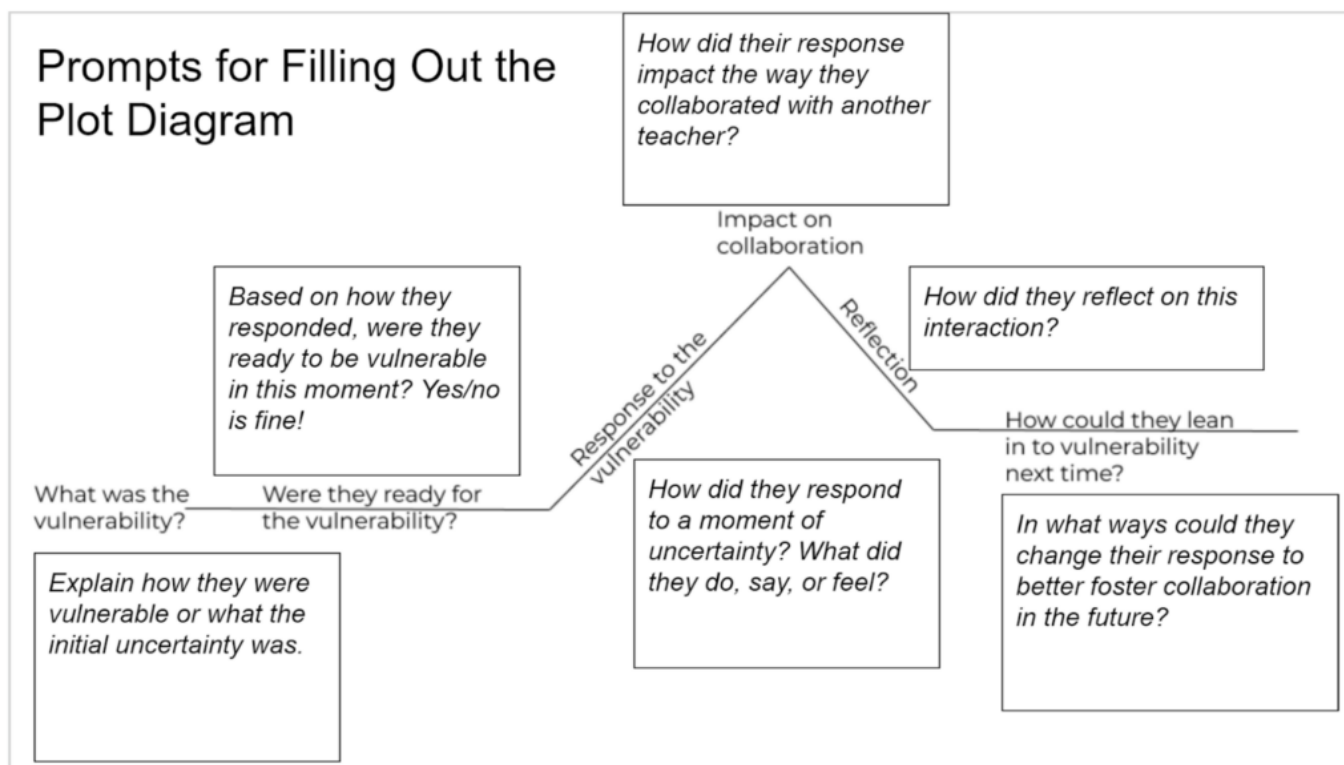 Prompts for Filling Out the
Plot Diagram
How did their response
impact the way they
collaborated with another
teacher?
Impact on
collaboration
Based on how they
responded, were they
ready to be vulnerable
in this moment? Yes/no
is fine!
Response to the
vulnerability
Reflection
How did they reflect on this
interaction?
What was the
vulnerability?
Were they ready for
the vulnerability?
How could they lean
in to vulnerability
next time?
Explain how they were
vulnerable or what the
initial uncertainty was.
How did they respond
to a moment of
uncertainty? What did
they do, say, or feel?
In what ways could they
change their response to
better foster collaboration
in the future?